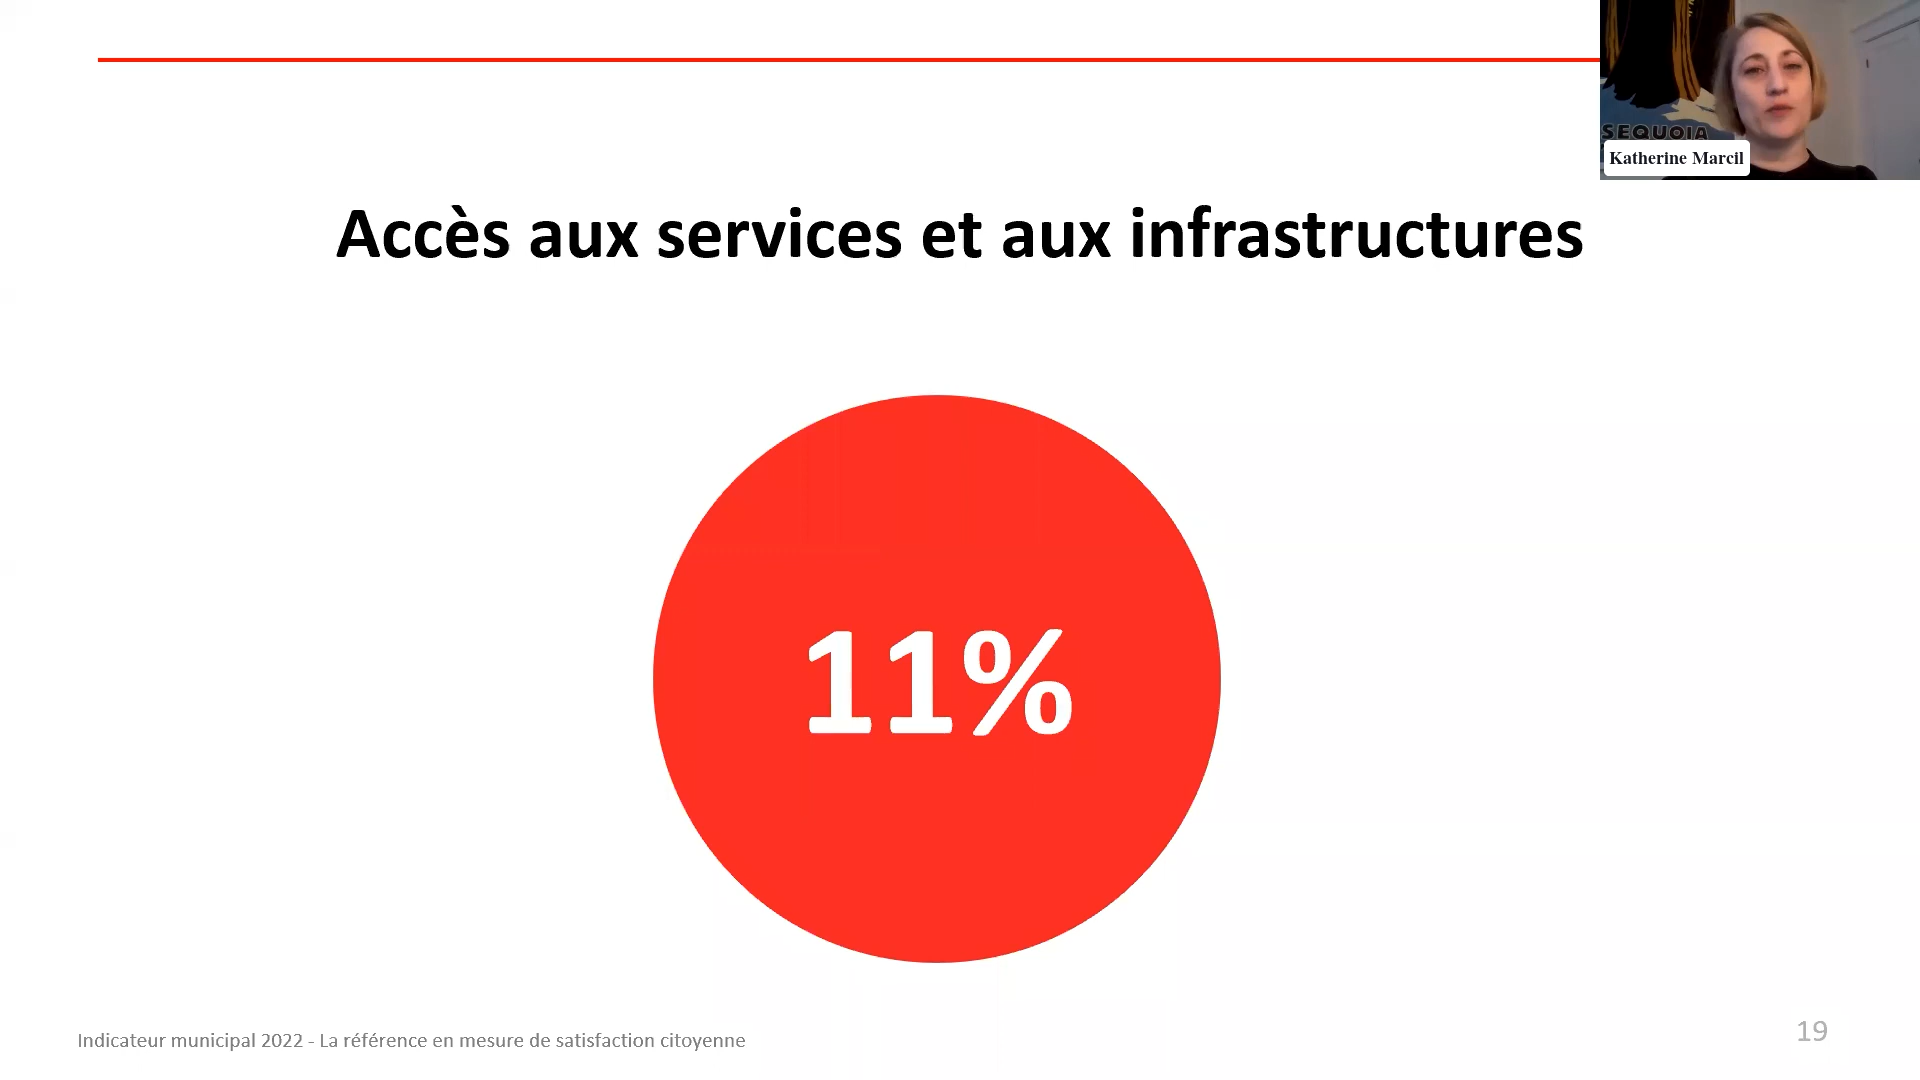 SEQUOIA
Katherine Marcil
Accès aux services et aux infrastructures
11%
Indicateur municipal 2022 - La référence en mesure de satisfaction citoyenne
19